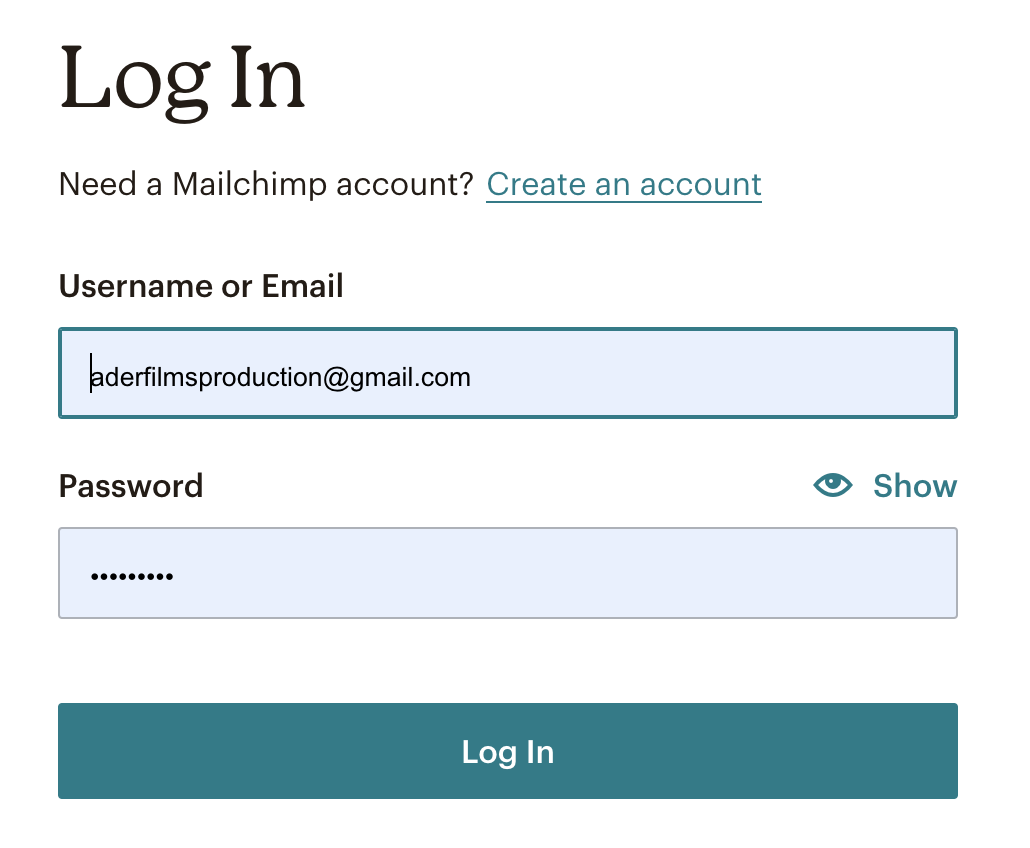 Log In
Need a Mailchimp account? Create an account
Username or Email
aderfilmsproduction@gmail.com
Password Show
•••••••••
Log In